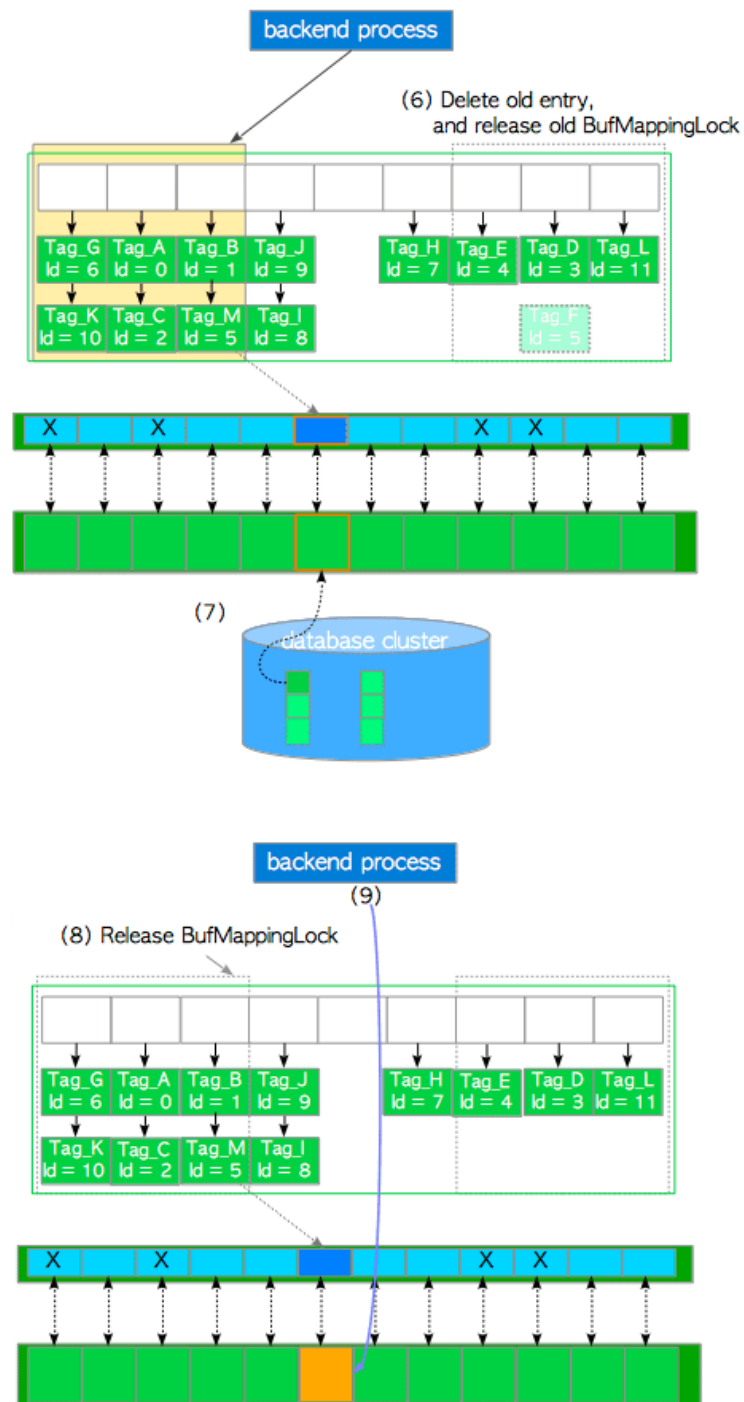 backend process
(6) Delete old entry,
and release old BufMappingLock
Tag_G Tag_A Tag_B Tag_J Tag_H Tag_E Tag_D Tag_L
Id = 6 Id = 0 Id = 1 Id = 9 Id = 7 Id = 4 Id = 3 Id = 11
Tag_K Tag_C Tag_M Tag_I Tag_F
Id = 10 Id = 2 Id = 5 Id = 8 Id = 5
X X X X
(7)
database cluster
backend process
(9)
(8) Release BufMappingLock
Tag_G Tag_A Tag_B Tag_J Tag_H Tag_E Tag_D Tag_L
Id = 6 Id = 0 Id = 1 Id = 9 Id = 7 Id = 4 Id = 3 Id = 11
Tag_K Tag_C Tag_M Tag_I
Id = 10 Id = 2 Id = 5 Id = 8
X X X X